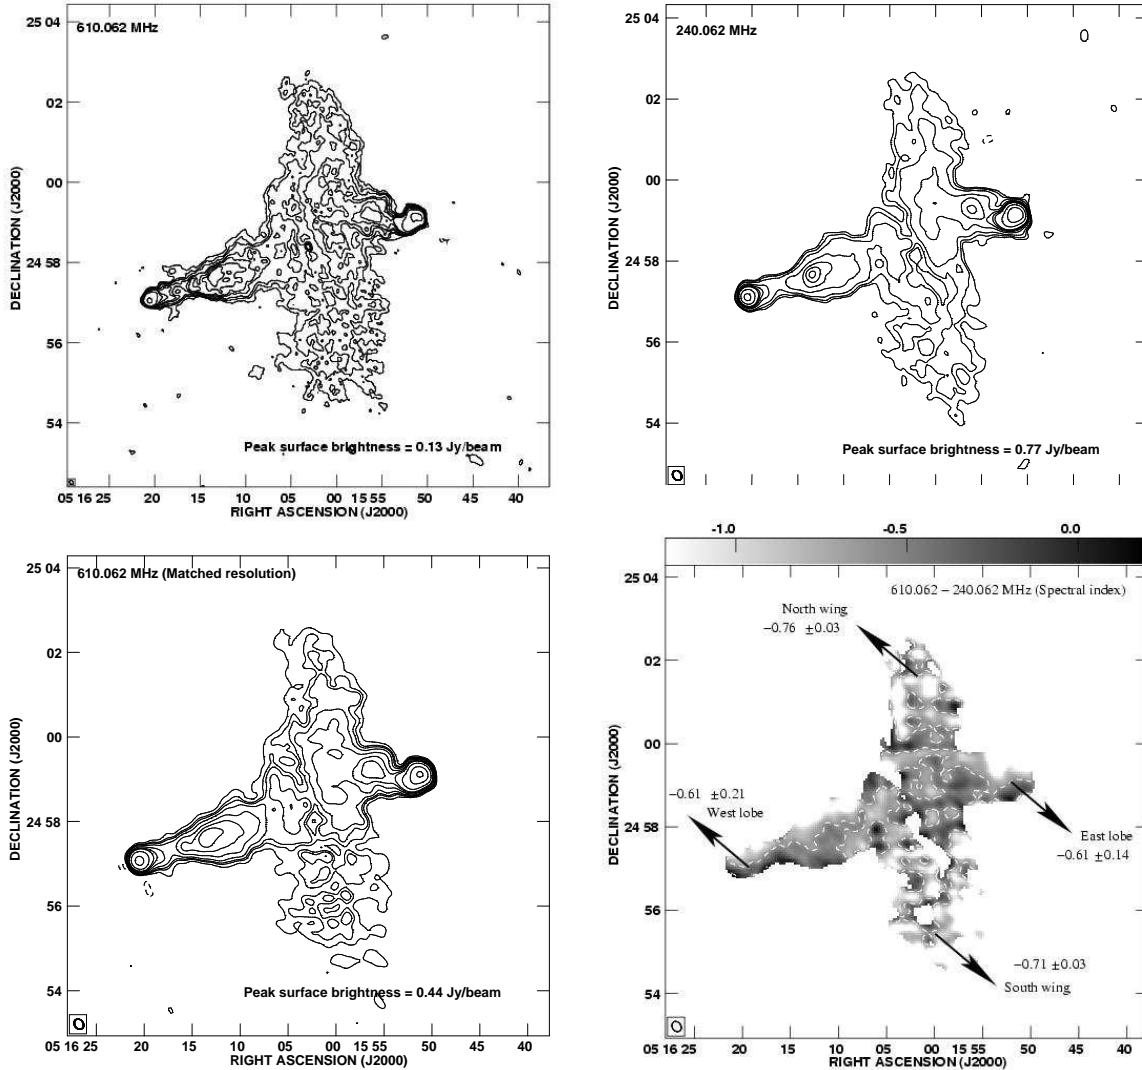 25 04
610.062 MHz
02
00
24 58
56
54
DECLINATION (J2000)
Peak surface brightness = 0.13 Jy/beam
05 16 25 20 15 10 05 00 15 55 50 45 40
RIGHT ASCENSION (J2000)
25 04
240.062 MHz
02
00
24 58
56
54
DECLINATION (J2000)
Peak surface brightness = 0.77 Jy/beam
25 04
610.062 MHz (Matched resolution)
02
00
24 58
56
54
DECLINATION (J2000)
Peak surface brightness = 0.44 Jy/beam
05 16 25 20 15 10 05 00 15 55 50 45 40
RIGHT ASCENSION (J2000)
-1.0 -0.5 0.0
25 04
610.062 − 240.062 MHz (Spectral index)
North wing
−0.76 ±0.03
02
00
−0.61 ±0.21
West lobe
24 58
East lobe
−0.61 ±0.14
56
−0.71 ±0.03
South wing
54
DECLINATION (J2000)
05 16 25 20 15 10 05 00 15 55 50 45 40
RIGHT ASCENSION (J2000)